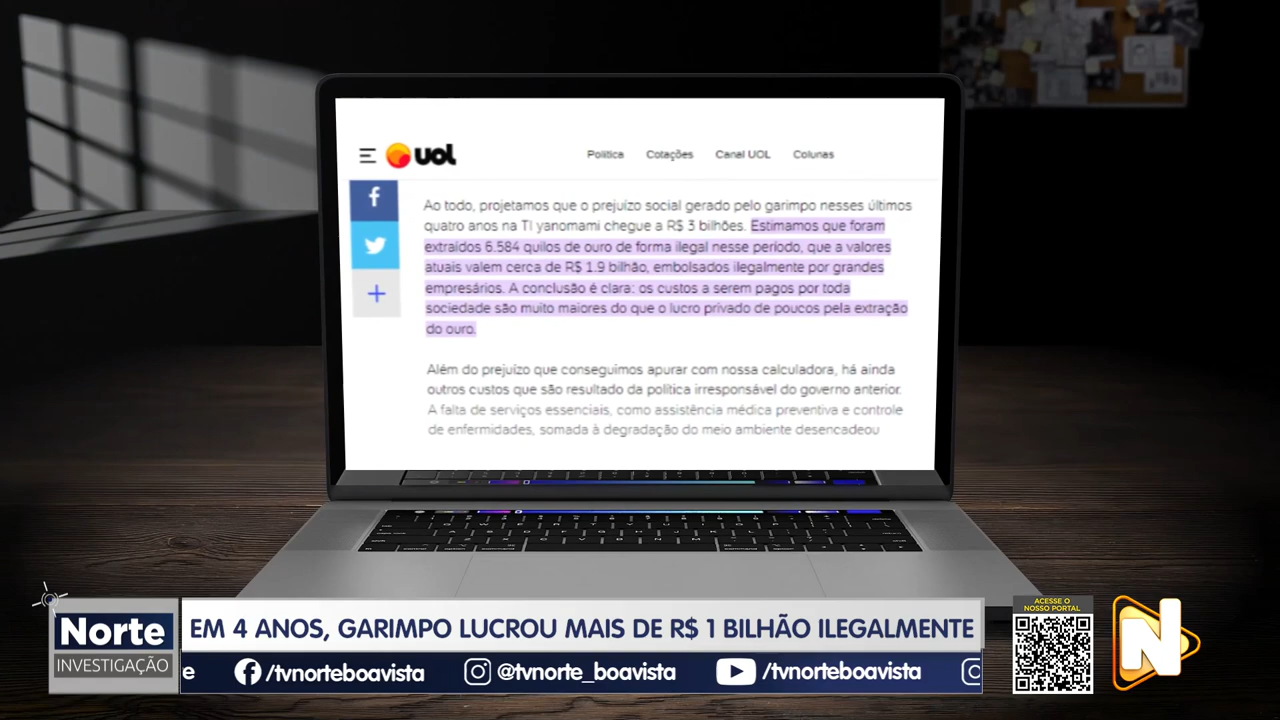 uol
Política Cotações Canal UOL Colunas
Ao todo, projetamos que o prejuízo social gerado pelo garimpo nesses últimos
quatro anos na TI yanomami chegue a R$ 3 bilhões. Estimamos que foram
extraídos 6.584 quilos de ouro de forma ilegal nesse período, que a valores
atuais valem cerca de R$ 1.9 bilhão, embolsados ilegalmente por grandes
empresários. A conclusão é clara: os custos a serem pagos por toda
sociedade são muito maiores do que o lucro privado de poucos pela extração
do ouro.
Além do prejuízo que conseguimos apurar com nossa calculadora, há ainda
outros custos que são resultado da política irresponsável do governo anterior.
A falta de serviços essenciais, como assistência médica preventiva e controle
de enfermidades, somada à degradação do meio ambiente desencadeou
Norte
INVESTIGAÇÃO
EM 4 ANOS, GARIMPO LUCROU MAIS DE R$ 1 BILHÃO ILEGALMENTE
e /tvnorteboavista @tvnorte_boavista /tvnorteboavista
ACESSE O
NOSSO PORTAL
N